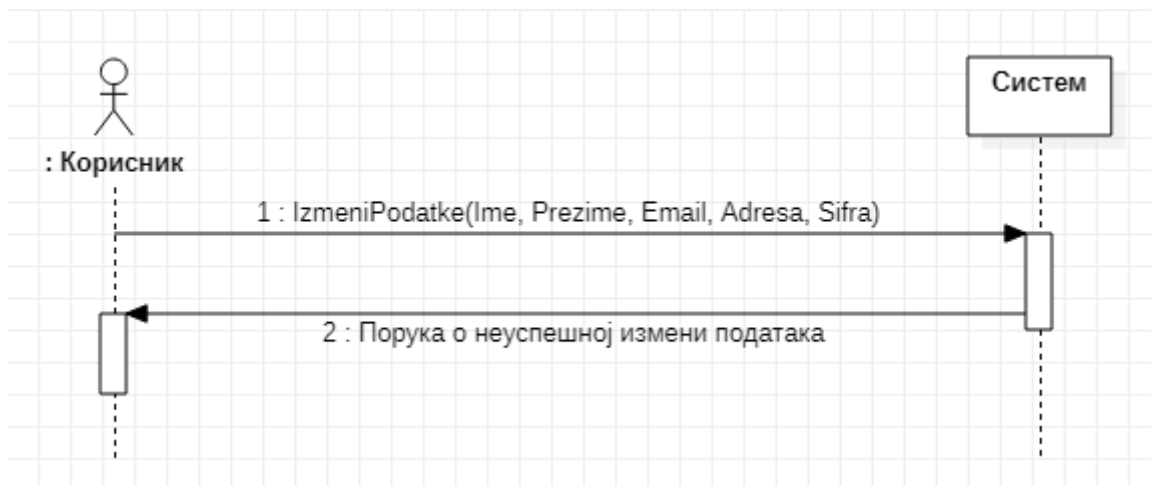 Систем
: Корисник
1 : IzmeniPodatke(Ime, Prezime, Email, Adresa, Sifra)
2 : Порука о неуспешној измени података